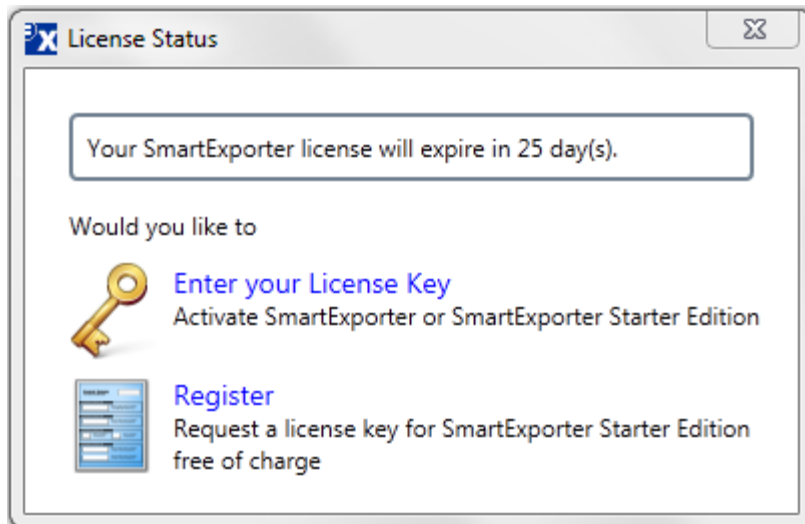 License Status
Your SmartExporter license will expire in 25 day(s).
Would you like to
Enter your License Key
Activate SmartExporter or SmartExporter Starter Edition
Register
Request a license key for SmartExporter Starter Edition
free of charge